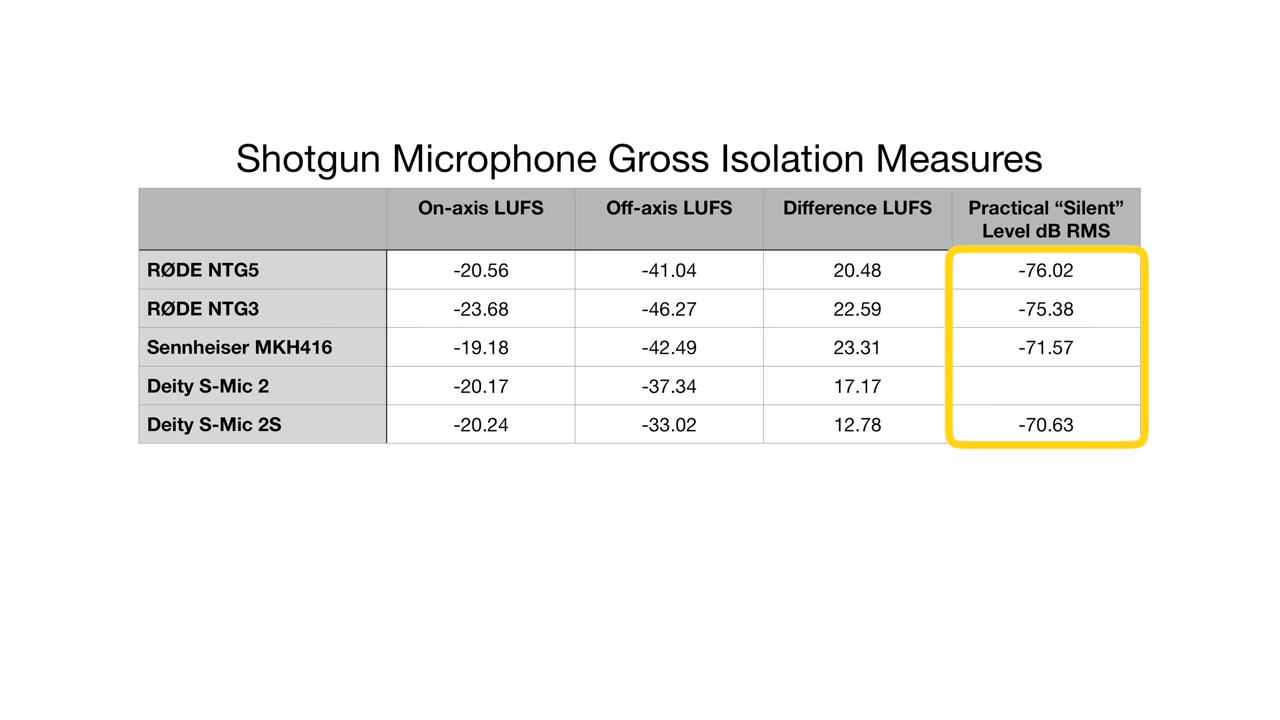 Shotgun Microphone Gross Isolation Measures
On-axis LUFS Off-axis LUFS Difference LUFS Practical “Silent” Level dB RMS
RØDE NTG5 -20.56 -41.04 20.48 -76.02
RØDE NTG3 -23.68 -46.27 22.59 -75.38
Sennheiser MKH416 -19.18 -42.49 23.31 -71.57
Deity S-Mic 2 -20.17 -37.34 17.17
Deity S-Mic 2S -20.24 -33.02 12.78 -70.63